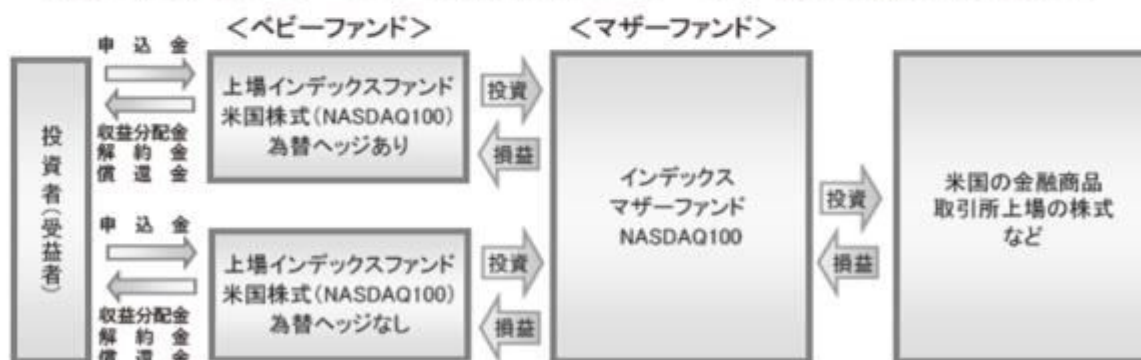 ＜ベビーファンド＞
＜マザーファンド＞
投資者（受益者）
申込金
収益分配金
解約金
償還金
上場インデックスファンド
米国株式（NASDAQ100）
為替ヘッジあり
投資
損益
申込金
収益分配金
解約金
償還金
上場インデックスファンド
米国株式（NASDAQ100）
為替ヘッジなし
投資
損益
インデックス
マザーファンド
NASDAQ100
投資
損益
米国の金融商品
取引所上場の株式
など